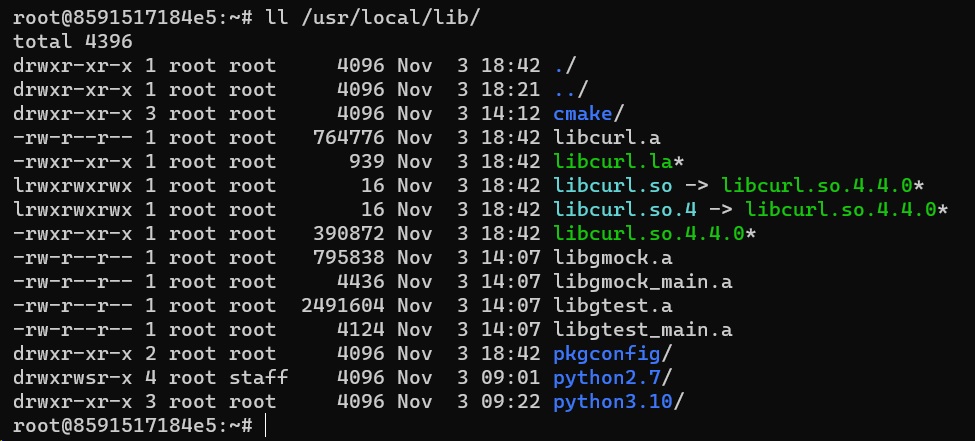 root@8591517184e5:~# ll /usr/local/lib/
total 4396
drwxr-xr-x 1 root root    4096 Nov  3 18:42 ./
drwxr-xr-x 1 root root    4096 Nov  3 18:21 ../
drwxr-xr-x 3 root root    4096 Nov  3 14:12 cmake/
-rw-r--r-- 1 root root  764776 Nov  3 18:42 libcurl.a
-rwxr-xr-x 1 root root     939 Nov  3 18:42 libcurl.la*
lrwxrwxrwx 1 root root      16 Nov  3 18:42 libcurl.so -> libcurl.so.4.4.0*
lrwxrwxrwx 1 root root      16 Nov  3 18:42 libcurl.so.4 -> libcurl.so.4.4.0*
-rwxr-xr-x 1 root root  390872 Nov  3 18:42 libcurl.so.4.4.0*
-rw-r--r-- 1 root root  795838 Nov  3 14:07 libgmock.a
-rw-r--r-- 1 root root    4436 Nov  3 14:07 libgmock_main.a
-rw-r--r-- 1 root root 2491604 Nov  3 14:07 libgtest.a
-rw-r--r-- 1 root root    4124 Nov  3 14:07 libgtest_main.a
drwxr-xr-x 2 root root    4096 Nov  3 18:42 pkgconfig/
drwxrwsr-x 4 root staff   4096 Nov  3 09:01 python2.7/
drwxr-xr-x 3 root root    4096 Nov  3 09:22 python3.10/
root@8591517184e5:~#